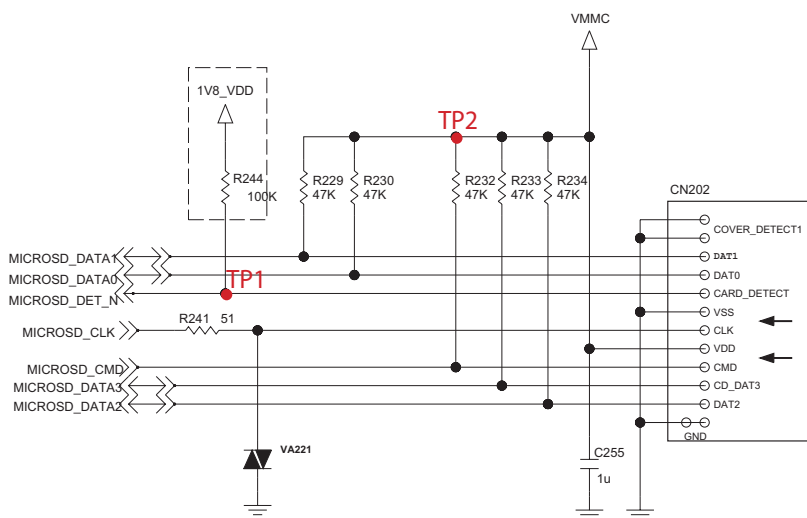 VMMC
1V8_VDD
TP2
R244
100K
R229
47K
R230
47K
R232
47K
R233
47K
R234
47K
CN202
COVER_DETECT1
MICROSD_DATA1
DAT1
MICROSD_DATA0
DAT0
MICROSD_DET_N
TP1
CARD_DETECT
VSS
R241 51
MICROSD_CLK
CLK
VDD
MICROSD_CMD
CMD
MICROSD_DATA3
CD_DAT3
MICROSD_DATA2
DAT2
GND
VA221
C255
1u